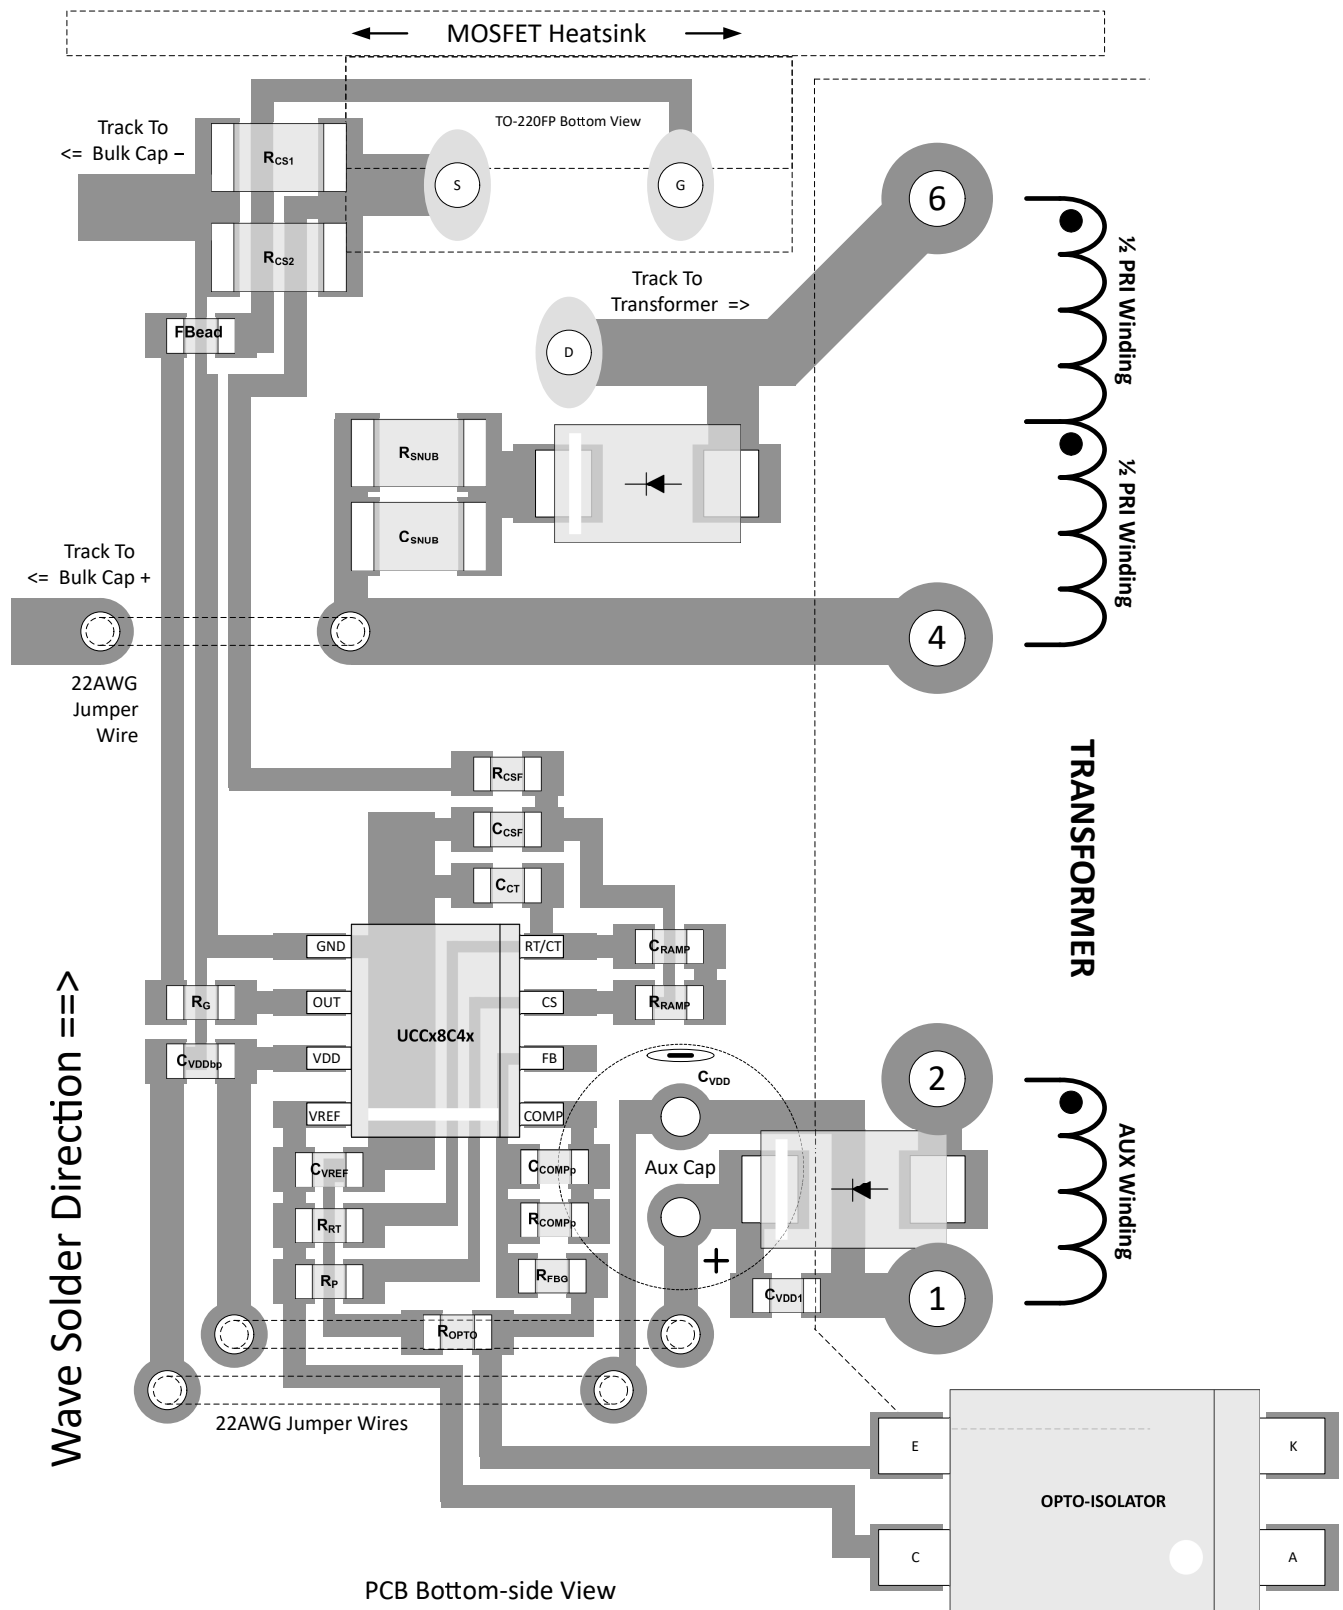 MOSFET Heatsink
TO-220FP Bottom View
Track To
<= Bulk Cap –
RCS1
S
G
6
RCS2
½ PRI Winding
Track To
Transformer =>
FBead
D
RSNUB
CSNUB
½ PRI Winding
Track To
<= Bulk Cap +
4
22AWG
Jumper
Wire
TRANSFORMER
RCSF
CCSF
CCT
GND
RT/CT
CRAMP
RG
OUT
CS
RRAMP
UCCx8C4x
CVDDbp
VDD
FB
CVDD
2
VREF
COMP
CVREF
CCOMPp
Aux Cap
AUX Winding
RRT
RCOMPp
+
RP
RFBG
CVDD1
1
ROPTO
22AWG Jumper Wires
Wave Solder Direction ==>
E
K
OPTO-ISOLATOR
C
A
PCB Bottom-side View